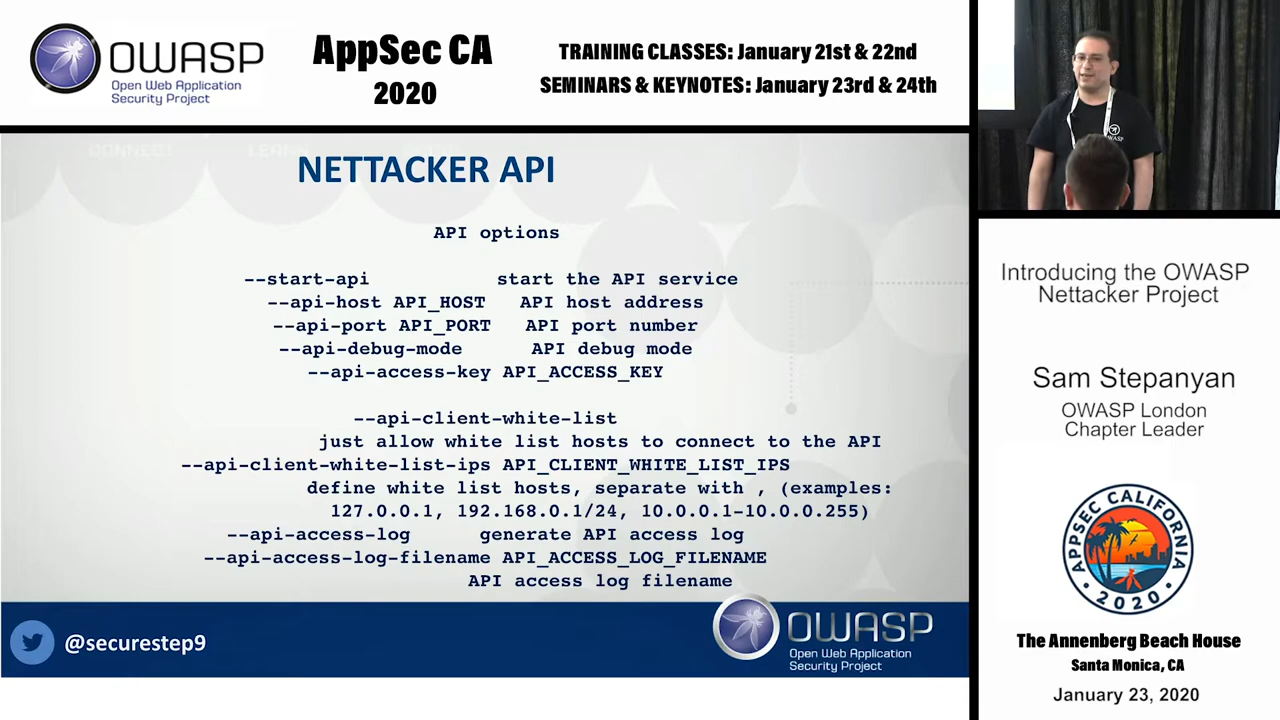 OWASP
Open Web Application
Security Project
AppSec CA
2020
TRAINING CLASSES: January 21st & 22nd
SEMINARS & KEYNOTES: January 23rd & 24th
NETTACKER API
API options
--start-api start the API service
--api-host API_HOST API host address
--api-port API_PORT API port number
--api-debug-mode API debug mode
--api-access-key API_ACCESS_KEY
--api-client-white-list
just allow white list hosts to connect to the API
--api-client-white-list-ips API_CLIENT_WHITE_LIST_IPS
define white list hosts, separate with , (examples:
127.0.0.1, 192.168.0.1/24, 10.0.0.1-10.0.0.255)
--api-access-log generate API access log
--api-access-log-filename API_ACCESS_LOG_FILENAME
API access log filename
@securestep9
OWASP
Open Web Application
Security Project
OWASP
Introducing the OWASP
Nettacker Project
Sam Stepanyan
OWASP London
Chapter Leader
APPSEC CALIFORNIA
2020
The Annenberg Beach House
Santa Monica, CA
January 23, 2020